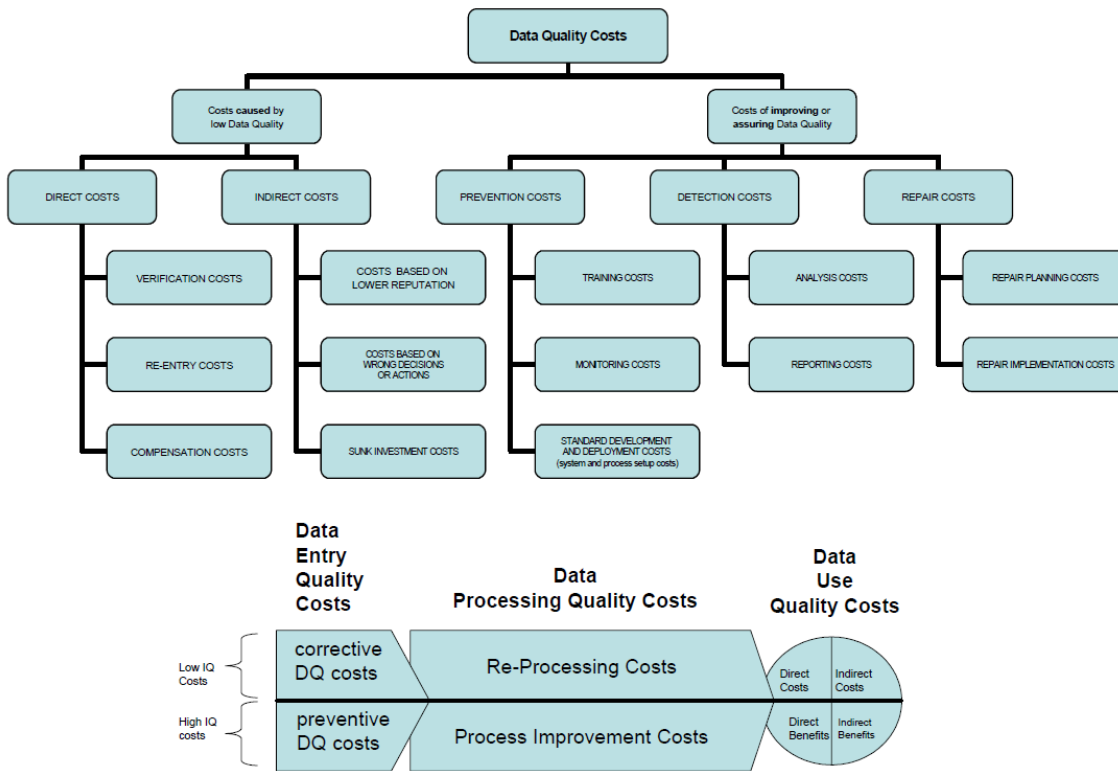 Data Quality Costs
Costs caused by
low Data Quality
Costs of improving or
assuring Data Quality
DIRECT COSTS
INDIRECT COSTS
PREVENTION COSTS
DETECTION COSTS
REPAIR COSTS
VERIFICATION COSTS
COSTS BASED ON
LOWER REPUTATION
TRAINING COSTS
ANALYSIS COSTS
REPAIR PLANNING COSTS
RE-ENTRY COSTS
COSTS BASED ON
WRONG DECISIONS
OR ACTIONS
MONITORING COSTS
REPORTING COSTS
REPAIR IMPLEMENTATION COSTS
COMPENSATION COSTS
SUNK INVESTMENT COSTS
STANDARD DEVELOPMENT
AND DEPLOYMENT COSTS
(system and process setup costs)
Data
Entry
Quality
Costs
Data
Processing Quality Costs
Data
Use
Quality Costs
Low IQ
Costs
corrective
DQ costs
Re-Processing Costs
Direct
Costs
Indirect
Costs
High IQ
costs
preventive
DQ costs
Process Improvement Costs
Direct
Benefits
Indirect
Benefits